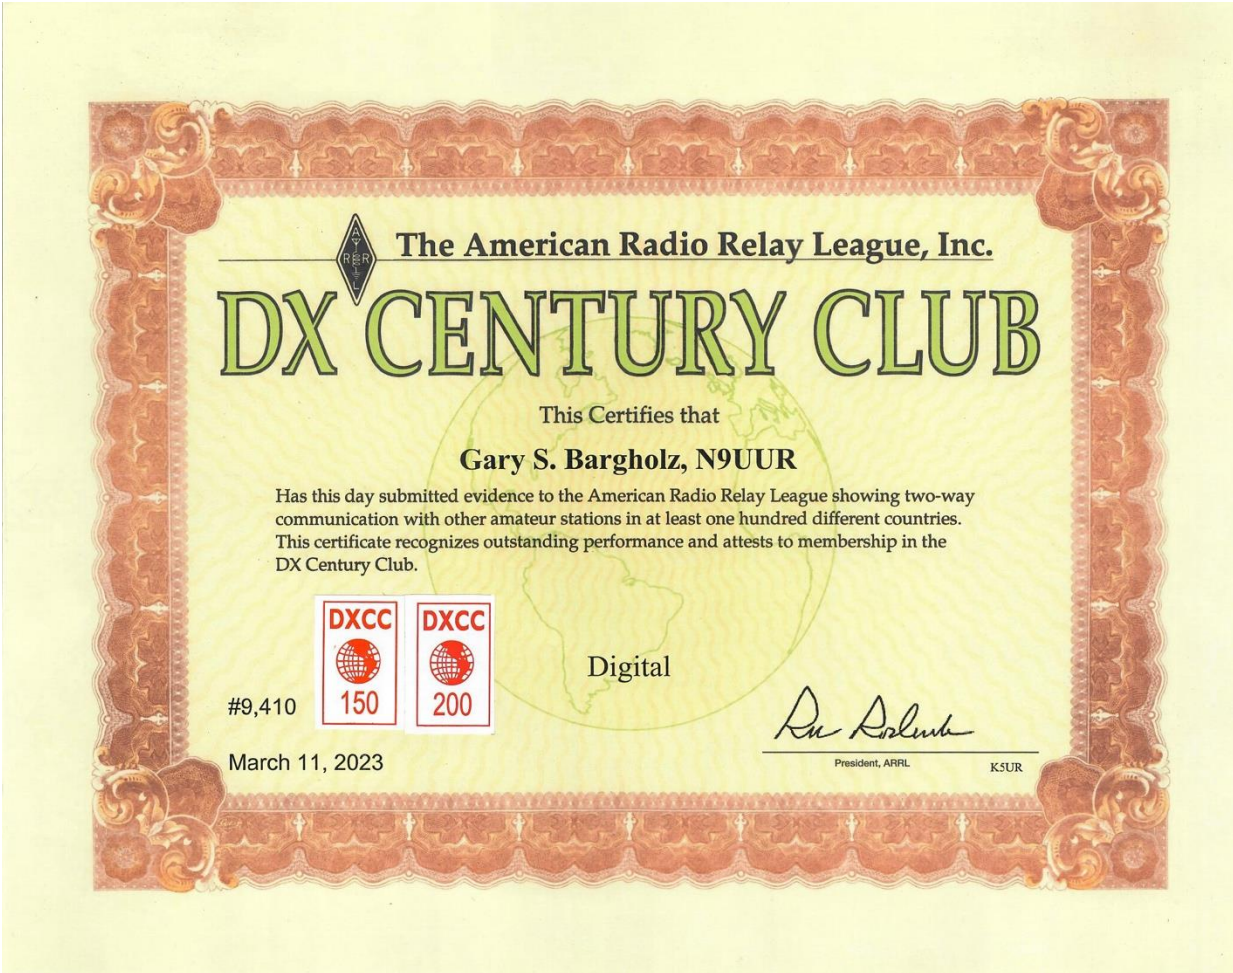 The American Radio Relay League, Inc.
A
R R
L
DX CENTURY CLUB
This Certifies that
Gary S. Bargholz, N9UUR
Has this day submitted evidence to the American Radio Relay League showing two-way
communication with other amateur stations in at least one hundred different countries.
This certificate recognizes outstanding performance and attests to membership in the
DX Century Club.
DXCC
150
DXCC
200
Digital
#9,410
March 11, 2023
President, ARRL
K5UR